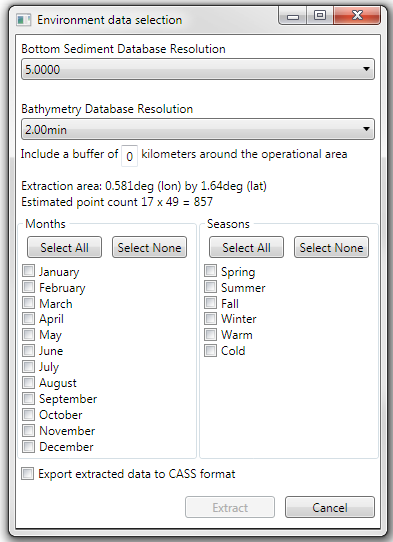 Environment data selection
Bottom Sediment Database Resolution
5.0000
Bathymetry Database Resolution
2.00min
Include a buffer of 0 kilometers around the operational area
Extraction area: 0.581deg (lon) by 1.64deg (lat)
Estimated point count 17 x 49 = 857
Months
Select All Select None
January
February
March
April
May
June
July
August
September
October
November
December
Seasons
Select All Select None
Spring
Summer
Fall
Winter
Warm
Cold
Export extracted data to CASS format
Extract Cancel